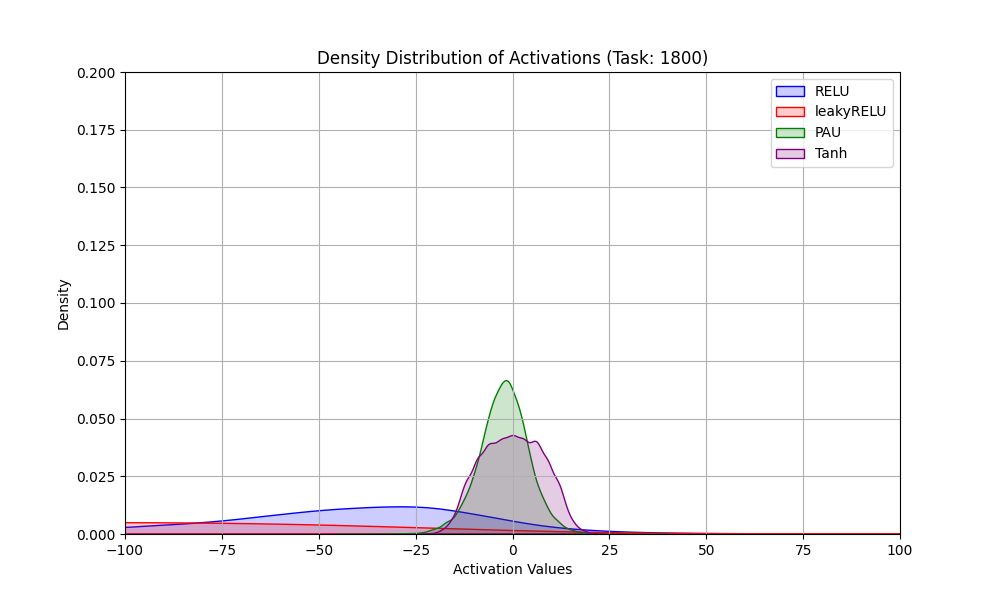 Density Distribution of Activations (Task: 1800)
RELU
leakyRELU
PAU
Tanh
Density
0.200
0.175
0.150
0.125
0.100
0.075
0.050
0.025
0.000
−100
−75
−50
−25
0
25
50
75
100
Activation Values